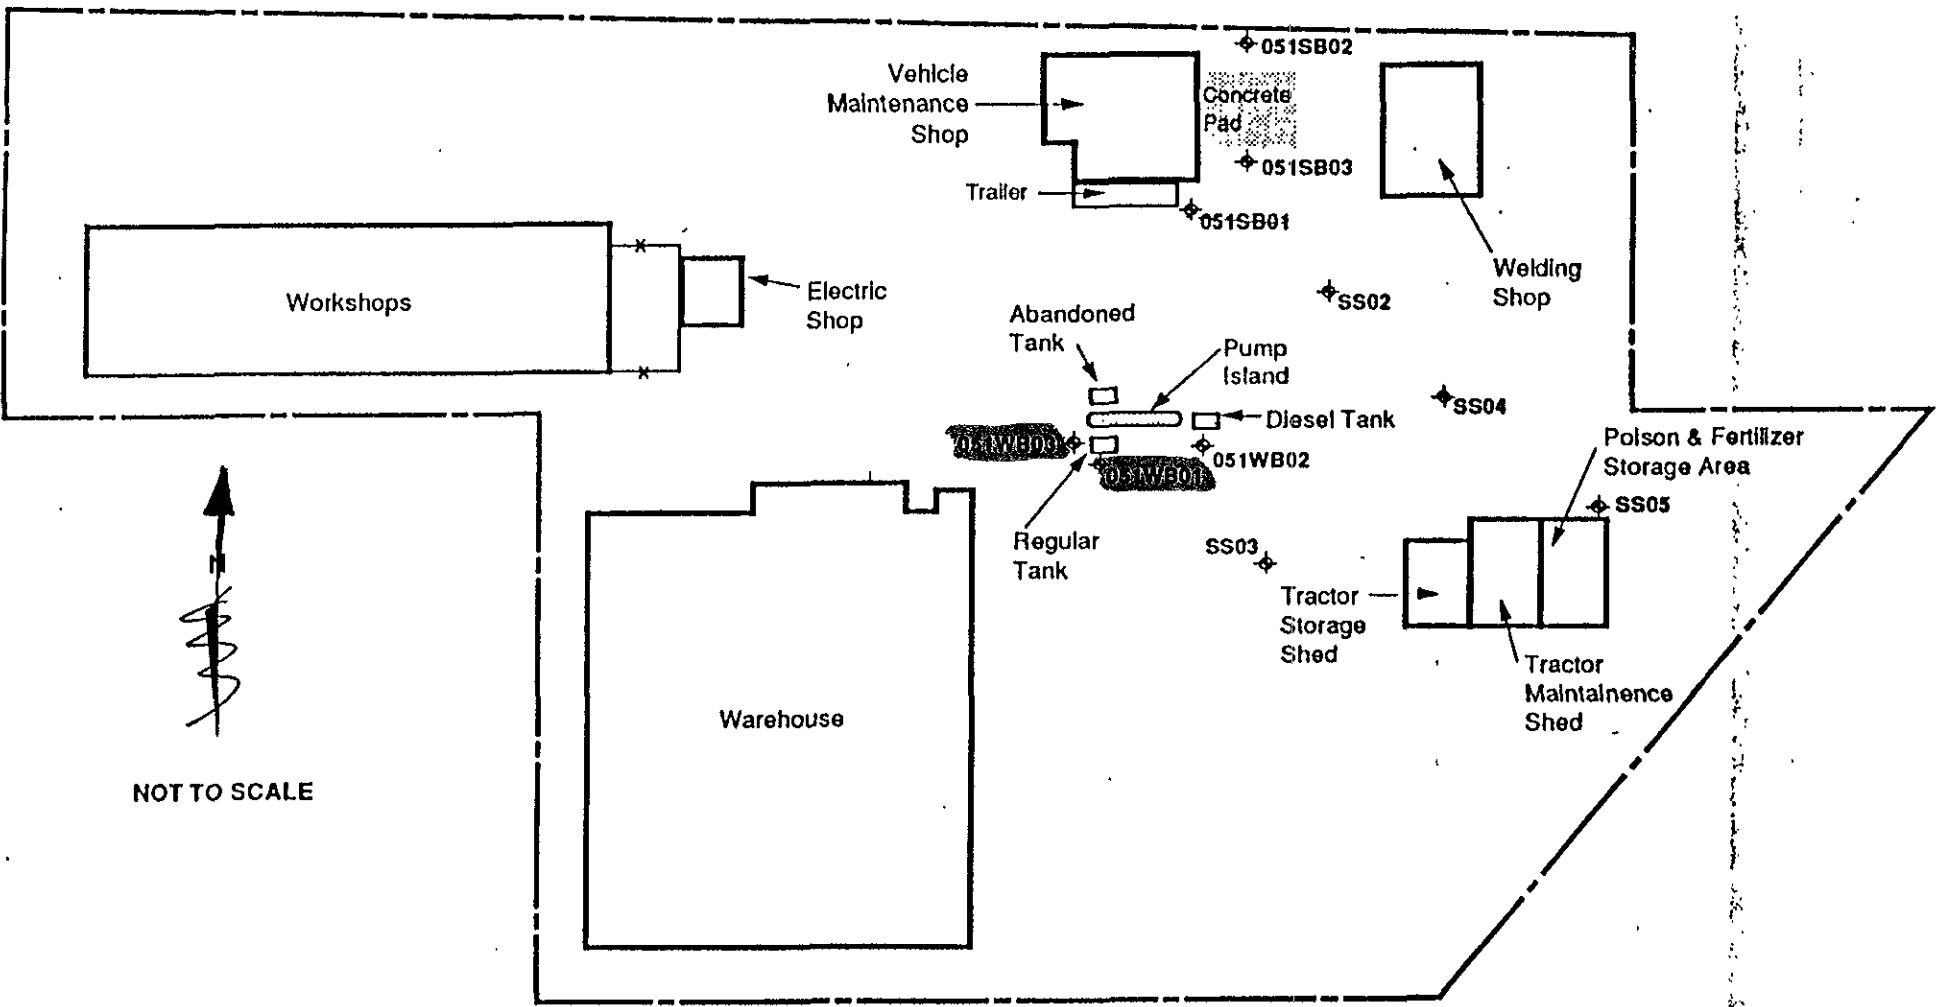 051SB02
Vehicle
Maintenance
Shop
Concrete
Pad
051SB03
Trailer
051SB01
Welding
Shop
Workshops
Electric
Shop
SS02
Abandoned
Tank
Pump
Island
Diesel Tank
SS04
Poison & Fertilizer
Storage Area
051WB03
051WB02
051WB01
SS05
Regular
Tank
SS03
Tractor
Storage
Shed
Tractor
Maintainence
Shed
Warehouse
N
NOT TO SCALE